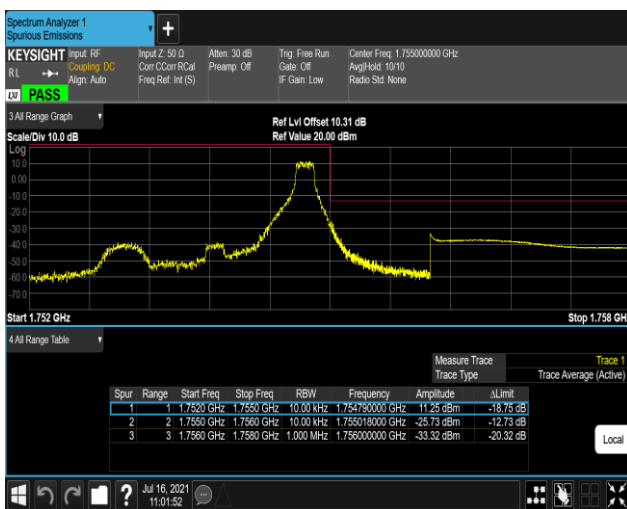 Spectrum Analyzer 1
Spurious Emissions
KEYSIGHT
RL
LXI PASS
Input: RF
Coupling: DC
Align: Auto
Input Z: 50 Ω
Corr CCorr RCal
Freq Ref: Int (S)
Atten: 30 dB
Preamp: Off
Trig: Free Run
Gate: Off
IF Gain: Low
Center Freq: 1.755000000 GHz
Avg|Hold: 10/10
Radio Std: None
3 All Range Graph
Scale/Div 10.0 dB
Ref Lvl Offset 10.31 dB
Ref Value 20.00 dBm
Log
10.0
0.00
-10.0
-20.0
-30.0
-40.0
-50.0
-60.0
-70.0
Start 1.752 GHz
Stop 1.758 GH
4 All Range Table
Measure Trace Trace 1
Trace Type Trace Average (Active)
Spur Range Start Freq Stop Freq RBW Frequency Amplitude ΔLimit
1 1 1.7520 GHz 1.7550 GHz 10.00 kHz 1.754790000 GHz 11.25 dBm -18.75 dB
2 2 1.7550 GHz 1.7560 GHz 10.00 kHz 1.755018000 GHz -25.73 dBm -12.73 dB
3 3 1.7560 GHz 1.7580 GHz 1.000 MHz 1.756000000 GHz -33.32 dBm -20.32 dB
Local
?
Jul 16, 2021
11:01:52